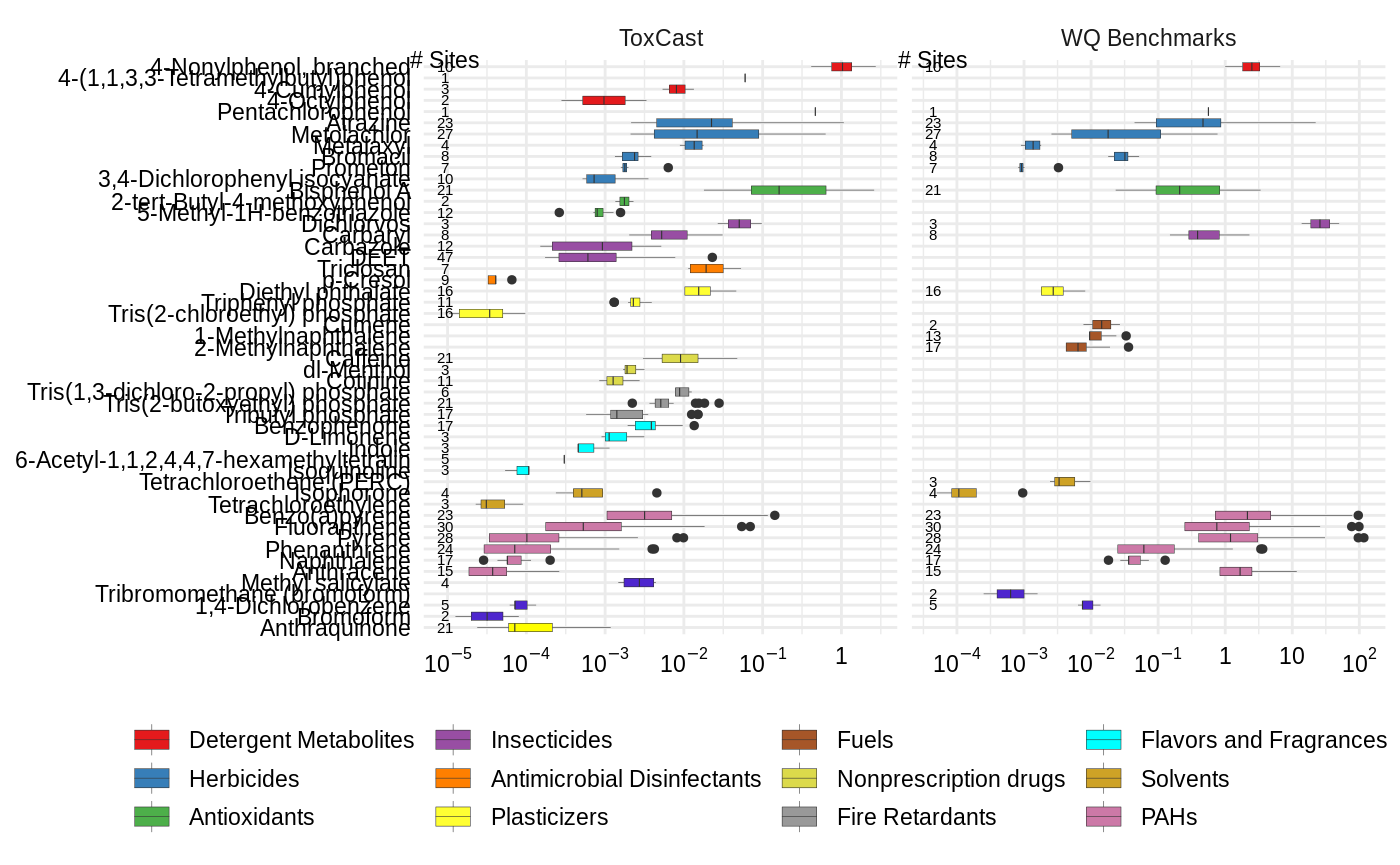 ToxCast
WQ Benchmarks
# Sites
# Sites
4-Nonylphenol, branched 10 10
4-(1,1,3,3-Tetramethylbutyl)phenol 1
4-Cumylphenol 3
4-Octylphenol 2
Pentachlorophenol 1 1
Atrazine 23 23
Metolachlor 27 27
Metalaxyl 4 4
Bromacil 8 8
Prometon 7 7
3,4-Dichlorophenyl isocyanate 10
Bisphenol A 21 21
2-tert-Butyl-4-methoxyphenol 2
5-Methyl-1H-benzotriazole 12
Dichlorvos 3 3
Carbaryl 8 8
Carbazole 12
DEET 47
Triclosan 7
p-Cresol 9
Diethyl phthalate 16 16
Triphenyl phosphate 11
Tris(2-chloroethyl) phosphate 16
Cumene 2
1-Methylnaphthalene 13
2-Methylnaphthalene 17
Caffeine 21
dl-Menthol 3
Cotinine 11
Tris(1,3-dichloro-2-propyl) phosphate 6
Tris(2-butoxyethyl) phosphate 21
Tributyl phosphate 17
Benzophenone 17
D-Limonene 3
Indole 3
6-Acetyl-1,1,2,4,4,7-hexamethyltetralin 5
Isoquinoline 3
Tetrachloroethene (PERC) 3
Isophorone 4 4
Tetrachloroethylene 3
Benzo(a)pyrene 23 23
Fluoranthene 30 30
Pyrene 28 28
Phenanthrene 24 24
Naphthalene 17 17
Anthracene 15 15
Methyl salicylate 4
Tribromomethane (bromoform) 2
1,4-Dichlorobenzene 5 5
Bromoform 2
Anthraquinone 21
10−5 10−4 10−3 10−2 10−1 1
10−4 10−3 10−2 10−1 1 10 102
Detergent Metabolites
Herbicides
Antioxidants
Insecticides
Antimicrobial Disinfectants
Plasticizers
Fuels
Nonprescription drugs
Fire Retardants
Flavors and Fragrances
Solvents
PAHs